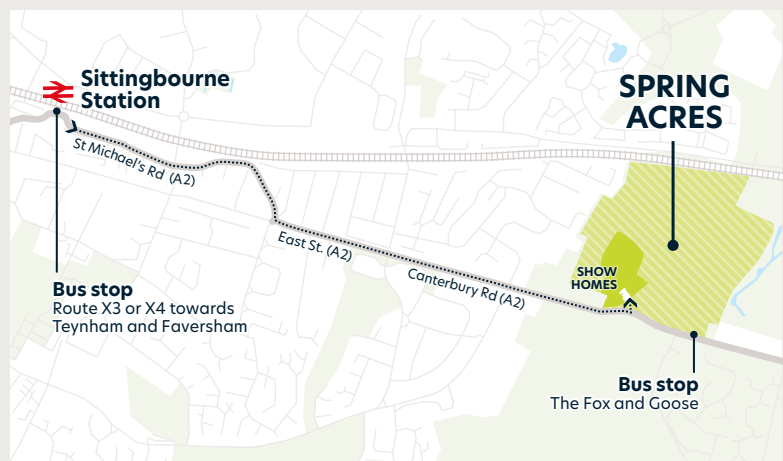 Sittingbourne
Station
SPRING
ACRES
St Michael's Rd (A2)
East St. (A2)
Canterbury Rd (A2)
SHOW
HOMES
Bus stop
Route X3 or X4 towards
Teynham and Faversham
Bus stop
The Fox and Goose